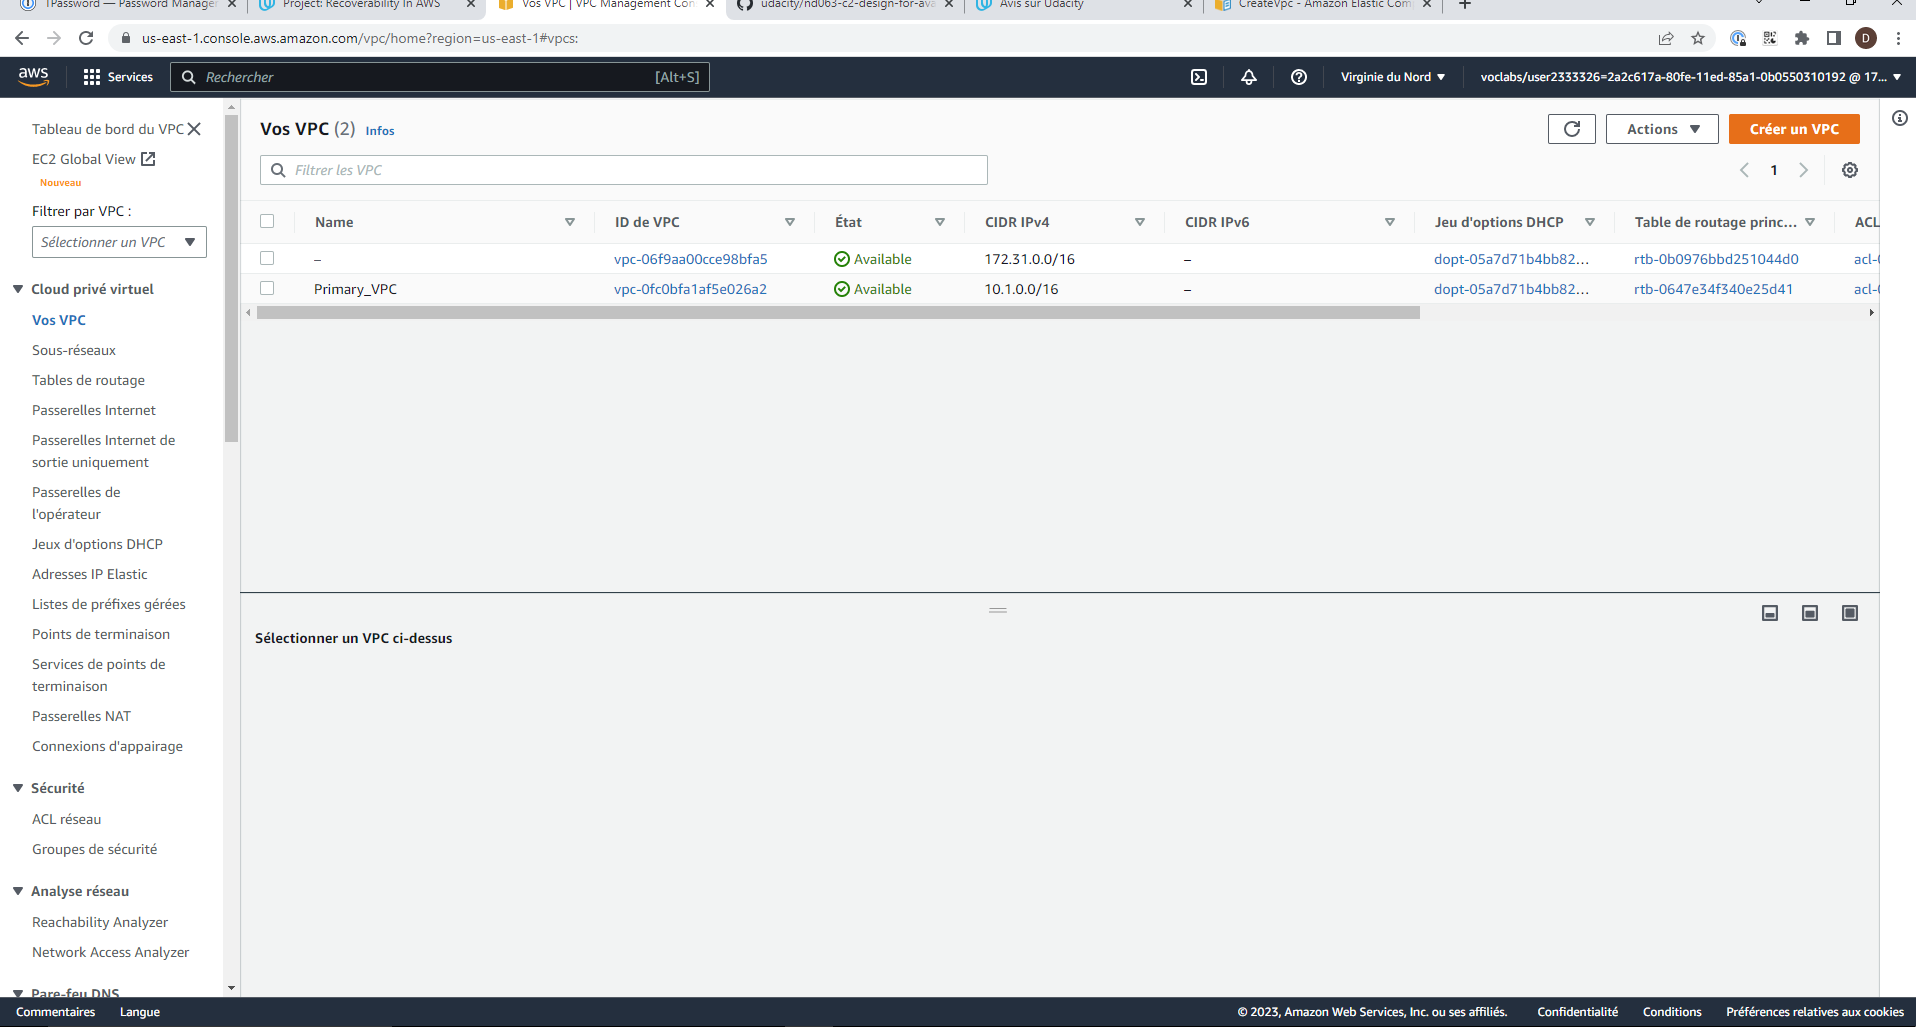 1Password — Password Manager
Project: Recoverability In AWS
Vos VPC | VPC Management Con
udacity/nd063-c2-design-for-ava
Avis sur Udacity
CreateVpc - Amazon Elastic Comp
us-east-1.console.aws.amazon.com/vpc/home?region=us-east-1#vpcs:
D
aws
Services
Rechercher
[Alt+S]
Virginie du Nord
voclabs/user2333326=2a2c617a-80fe-11ed-85a1-0b0550310192 @ 17...
Tableau de bord du VPC
EC2 Global View
Nouveau
Filtrer par VPC :
Sélectionner un VPC
Cloud privé virtuel
Vos VPC
Sous-réseaux
Tables de routage
Passerelles Internet
Passerelles Internet de
sortie uniquement
Passerelles de
l'opérateur
Jeux d'options DHCP
Adresses IP Elastic
Listes de préfixes gérées
Points de terminaison
Services de points de
terminaison
Passerelles NAT
Connexions d'appairage
Sécurité
ACL réseau
Groupes de sécurité
Analyse réseau
Reachability Analyzer
Network Access Analyzer
Pare-feu DNS
Vos VPC (2) Infos
Actions
Créer un VPC
Filtrer les VPC
1
Name ID de VPC État CIDR IPv4 CIDR IPv6 Jeu d'options DHCP Table de routage princ... ACL
– vpc-06f9aa00cce98bfa5 Available 172.31.0.0/16 – dopt-05a7d71b4bb82... rtb-0b0976bbd251044d0 acl-0
Primary_VPC vpc-0fc0bfa1af5e026a2 Available 10.1.0.0/16 – dopt-05a7d71b4bb82... rtb-0647e34f340e25d41 acl-0
Sélectionner un VPC ci-dessus
Commentaires Langue © 2023, Amazon Web Services, Inc. ou ses affiliés. Confidentialité Conditions Préférences relatives aux cookies